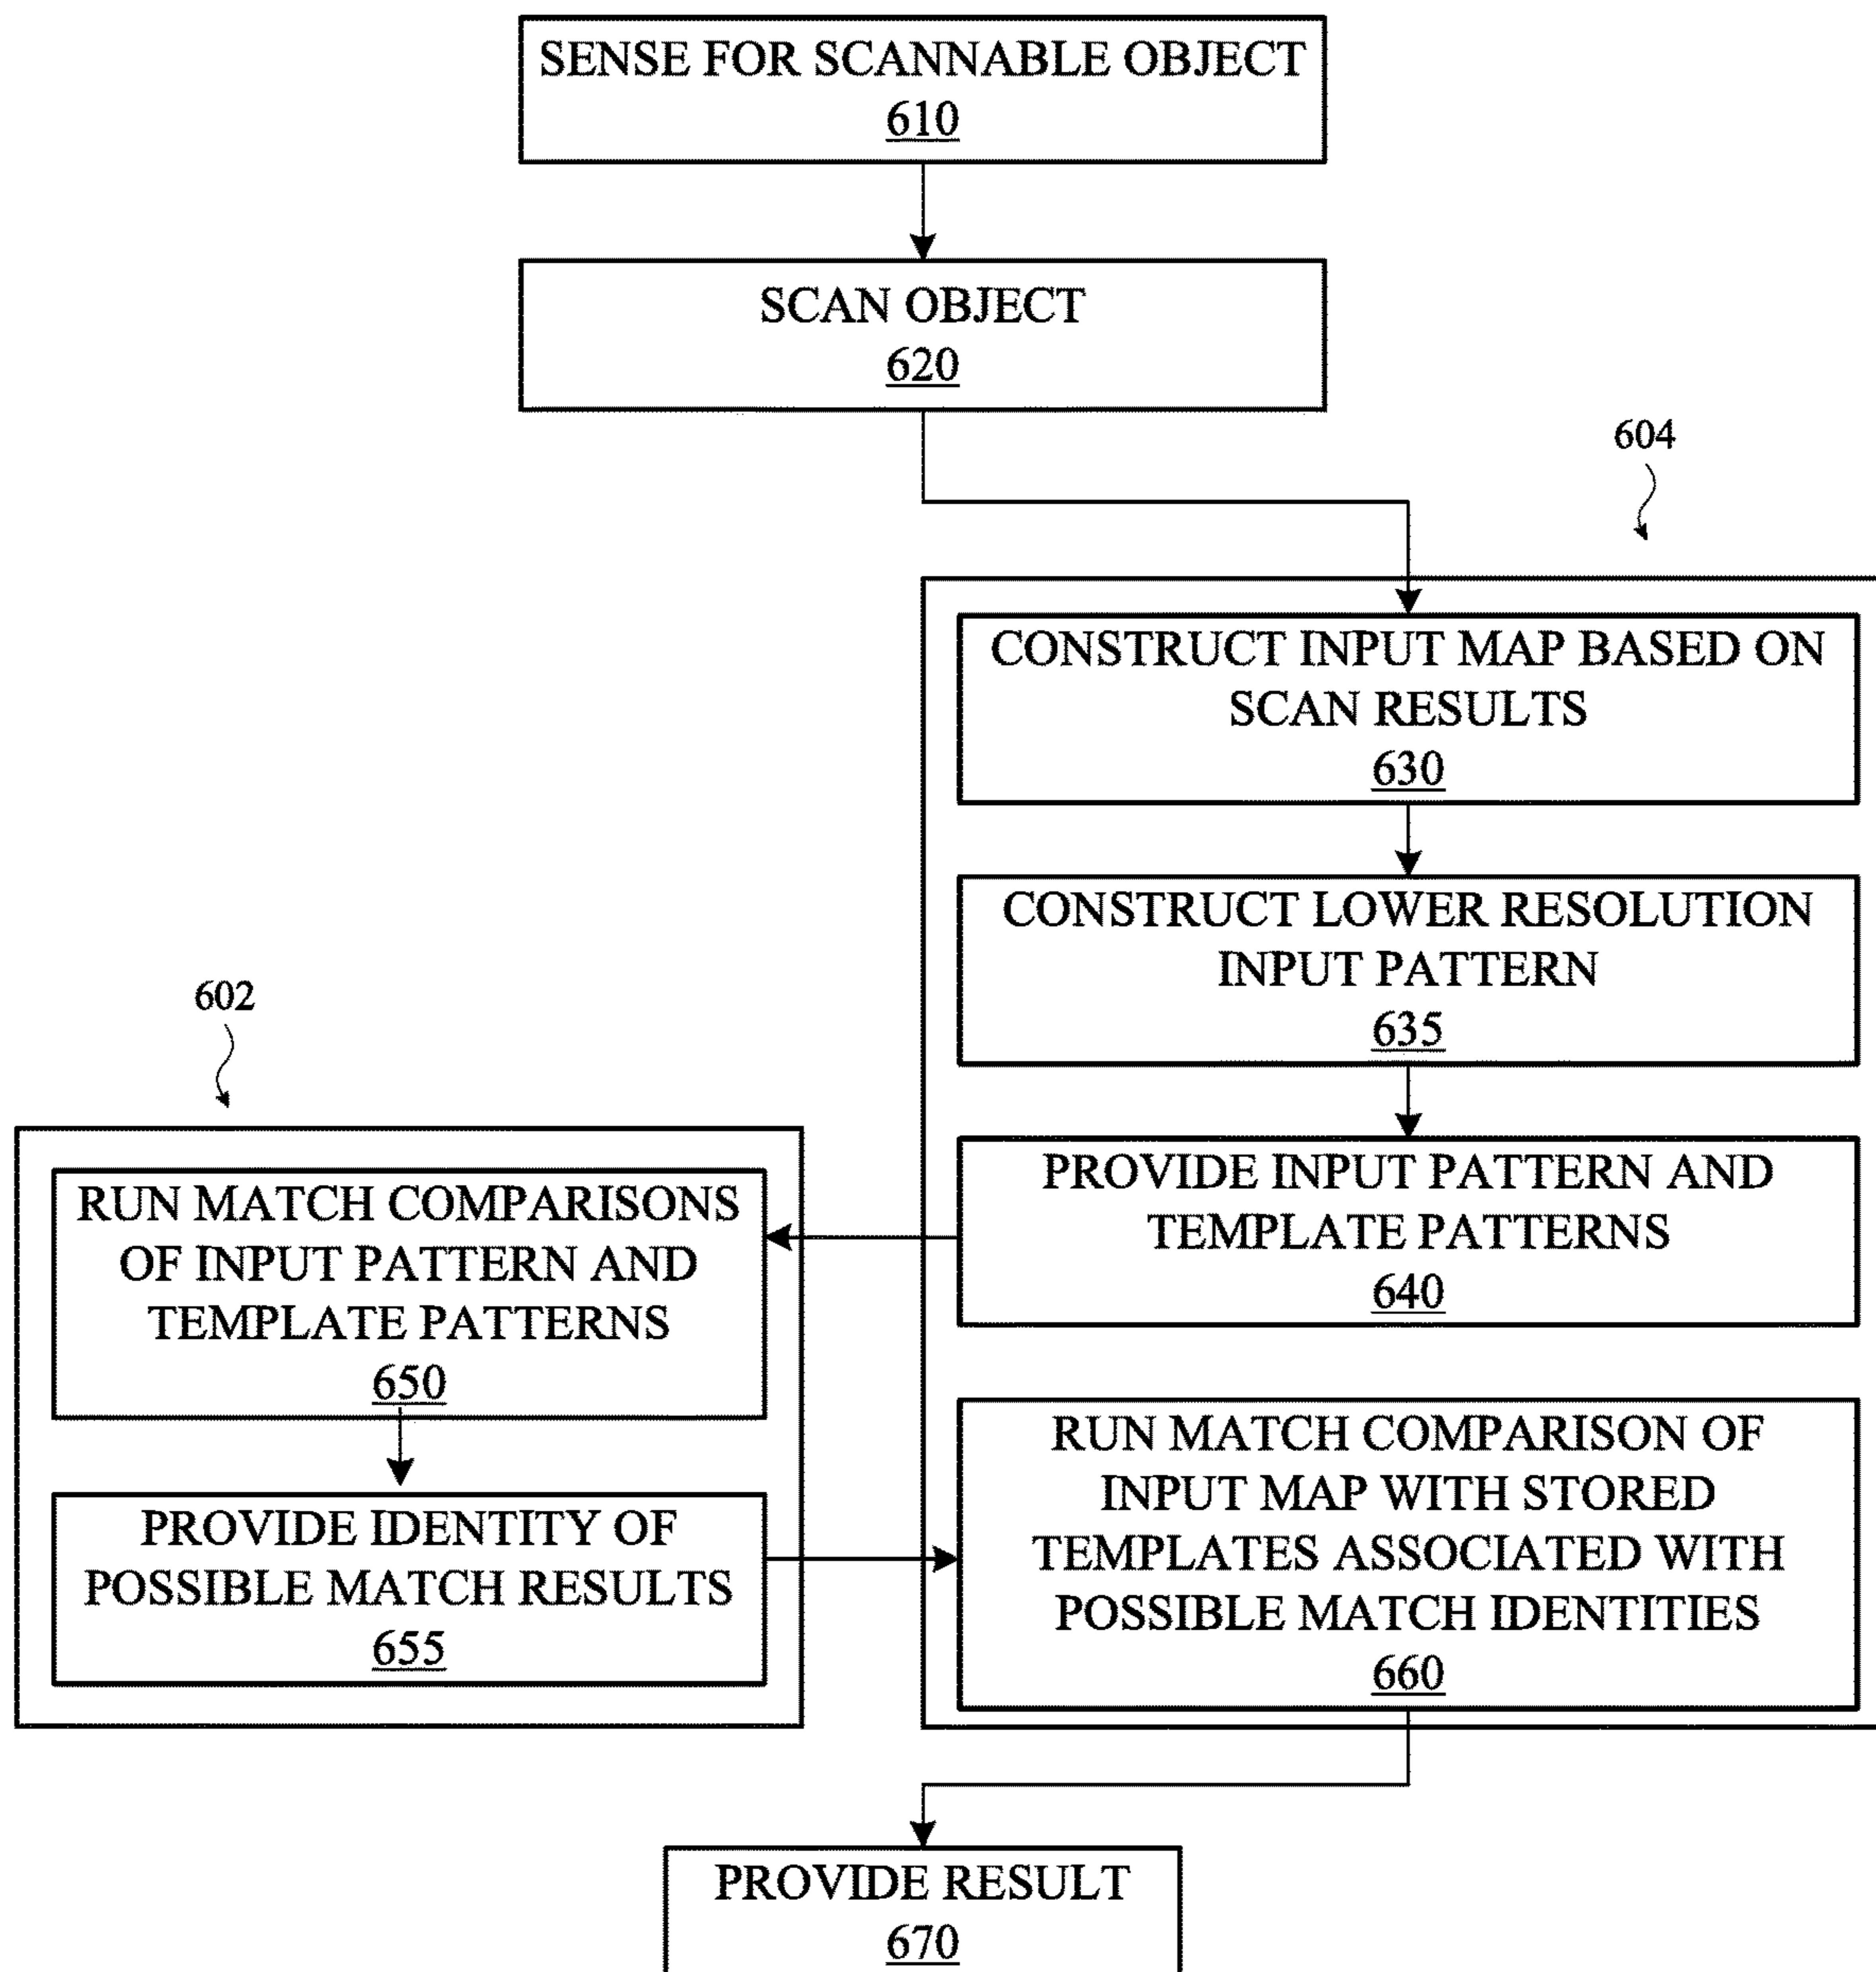 SENSE FOR SCANNABLE OBJECT
610
SCAN OBJECT
620
604
CONSTRUCT INPUT MAP BASED ON
SCAN RESULTS
630
CONSTRUCT LOWER RESOLUTION
INPUT PATTERN
635
602
PROVIDE INPUT PATTERN AND
TEMPLATE PATTERNS
640
RUN MATCH COMPARISONS
OF INPUT PATTERN AND
TEMPLATE PATTERNS
650
PROVIDE IDENTITY OF
POSSIBLE MATCH RESULTS
655
RUN MATCH COMPARISON OF
INPUT MAP WITH STORED
TEMPLATES ASSOCIATED WITH
POSSIBLE MATCH IDENTITIES
660
PROVIDE RESULT
670